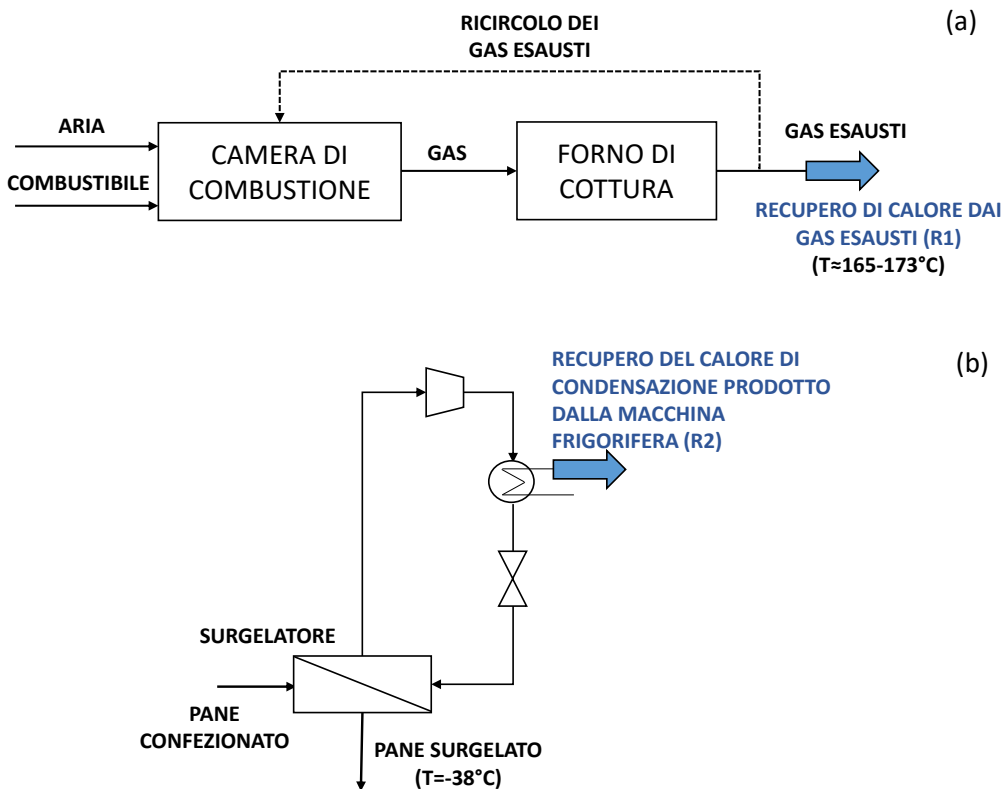 (a)
RICIRCOLO DEI
GAS ESAUSTI
ARIA
COMBUSTIBILE
CAMERA DI
COMBUSTIONE
GAS
FORNO DI
COTTURA
GAS ESAUSTI
RECUPERO DI CALORE DAI
GAS ESAUSTI (R1)
(T≈165-173°C)
(b)
RECUPERO DEL CALORE DI
CONDENSAZIONE PRODOTTO
DALLA MACCHINA
FRIGORIFERA (R2)
SURGELATORE
PANE
CONFEZIONATO
PANE SURGELATO
(T=-38°C)